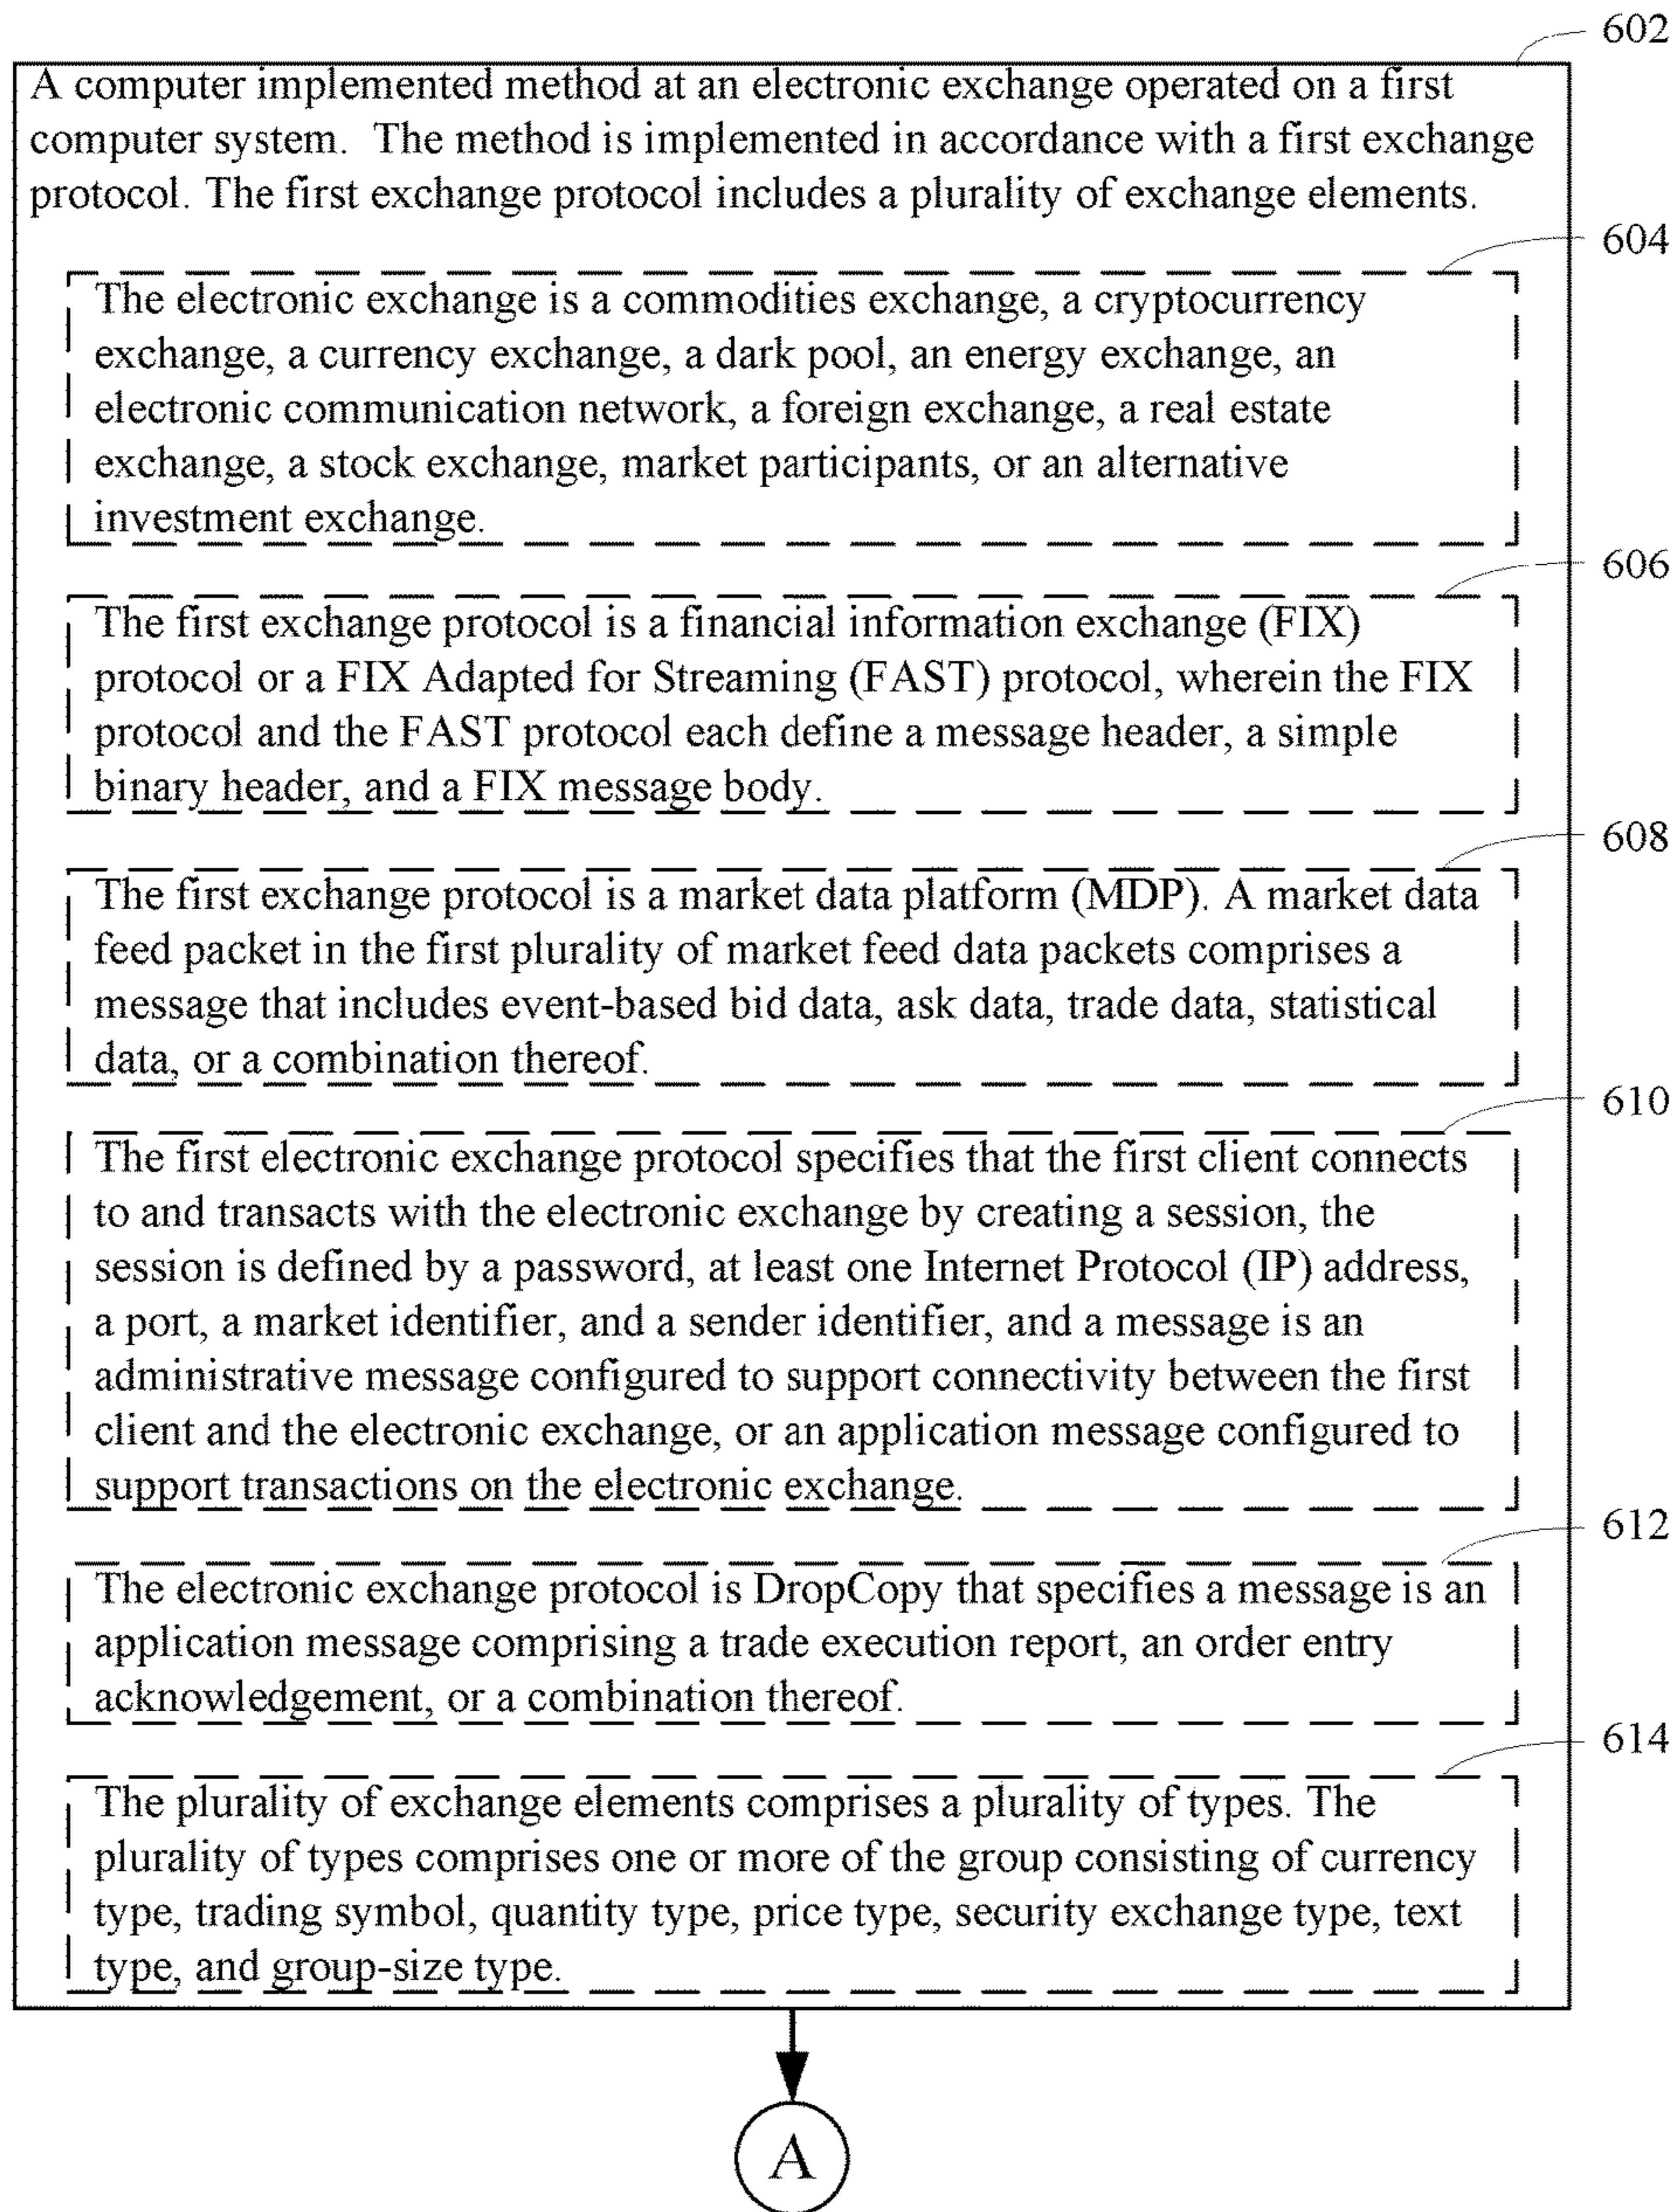 602
A computer implemented method at an electronic exchange operated on a first
computer system. The method is implemented in accordance with a first exchange
protocol. The first exchange protocol includes a plurality of exchange elements.
604
The electronic exchange is a commodities exchange, a cryptocurrency
exchange, a currency exchange, a dark pool, an energy exchange, an
electronic communication network, a foreign exchange, a real estate
exchange, a stock exchange, market participants, or an alternative
investment exchange.
606
The first exchange protocol is a financial information exchange (FIX)
protocol or a FIX Adapted for Streaming (FAST) protocol, wherein the FIX
protocol and the FAST protocol each define a message header, a simple
binary header, and a FIX message body.
608
The first exchange protocol is a market data platform (MDP). A market data
feed packet in the first plurality of market feed data packets comprises a
message that includes event-based bid data, ask data, trade data, statistical
data, or a combination thereof.
610
The first electronic exchange protocol specifies that the first client connects
to and transacts with the electronic exchange by creating a session, the
session is defined by a password, at least one Internet Protocol (IP) address,
a port, a market identifier, and a sender identifier, and a message is an
administrative message configured to support connectivity between the first
client and the electronic exchange, or an application message configured to
support transactions on the electronic exchange.
612
The electronic exchange protocol is DropCopy that specifies a message is an
application message comprising a trade execution report, an order entry
acknowledgement, or a combination thereof.
614
The plurality of exchange elements comprises a plurality of types. The
plurality of types comprises one or more of the group consisting of currency
type, trading symbol, quantity type, price type, security exchange type, text
type, and group-size type.
A